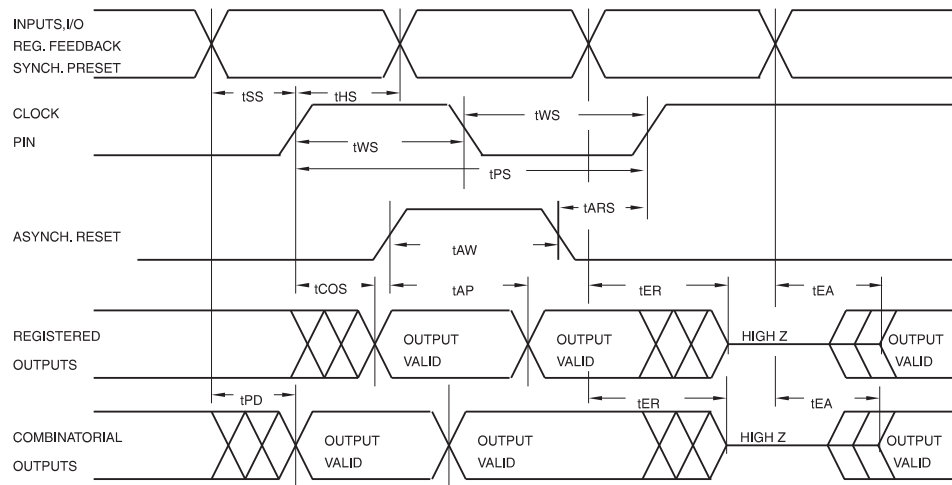 INPUTS,I/O
REG. FEEDBACK
SYNCH. PRESET
tSS
tHS
CLOCK
PIN
tWS
tWS
tPS
tARS
ASYNCH. RESET
tAW
tCOS
tAP
tER
tEA
REGISTERED
OUTPUTS
OUTPUT
VALID
OUTPUT
VALID
HIGH Z
OUTPUT
VALID
tPD
tER
tEA
COMBINATORIAL
OUTPUTS
OUTPUT
VALID
OUTPUT
VALID
HIGH Z
OUTPUT
VALID